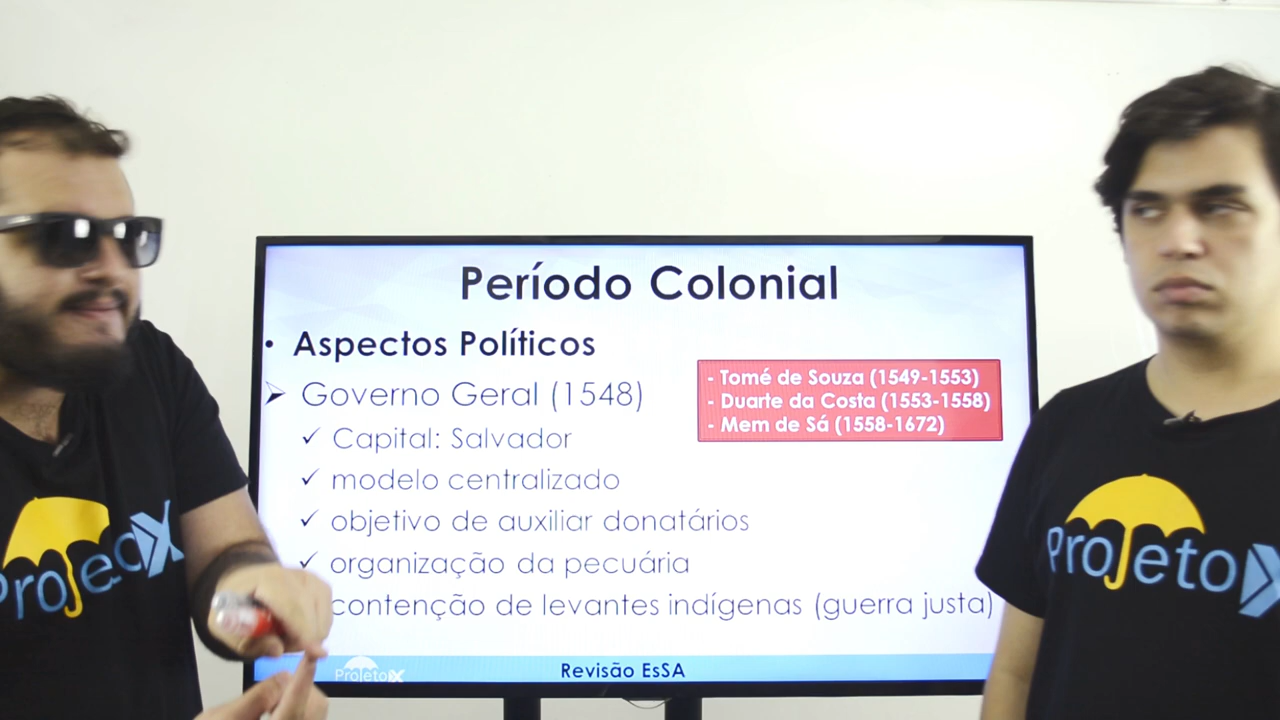 Período Colonial
• Aspectos Políticos
➢ Governo Geral (1548)
- Tomé de Souza (1549-1553)
- Duarte da Costa (1553-1558)
- Mem de Sá (1558-1672)
✓ Capital: Salvador
✓ modelo centralizado
✓ objetivo de auxiliar donatários
✓ organização da pecuária
contenção de levantes indígenas (guerra justa)
ProjetoX
Revisão EsSA
ProjetoX
ProjetoX